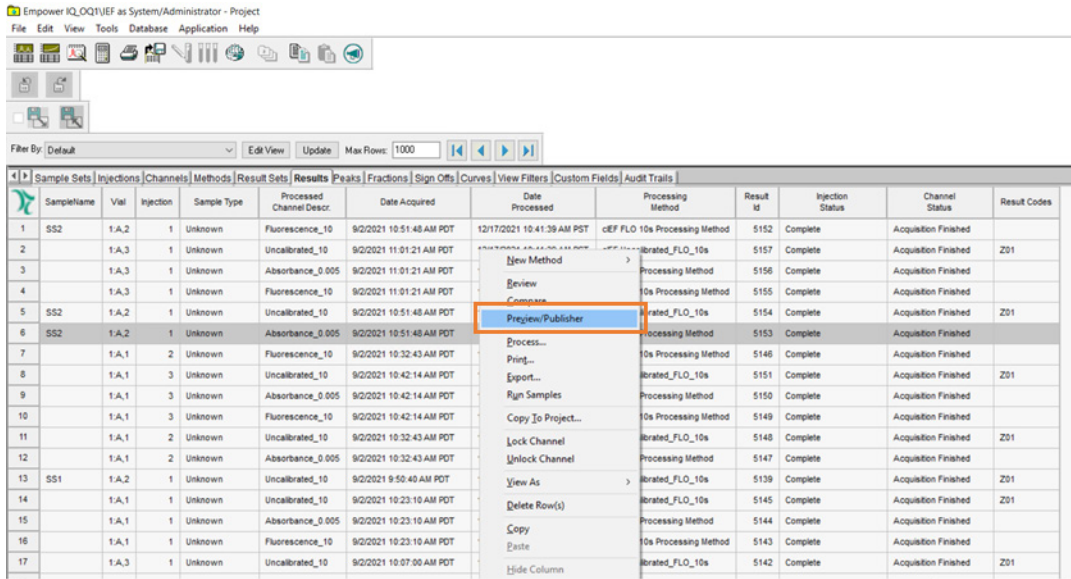 Empower IQ_OQ1\IEF as System/Administrator - Project
File Edit View Tools Database Application Help
Filter By: Default Edit View Update Max Rows: 1000
Sample Sets Injections Channels Methods Result Sets Results Peaks Fractions Sign Offs Curves View Filters Custom Fields Audit Trails
SampleName Vial Injection Sample Type Processed Channel Descr. Date Acquired Date Processed Processing Method Result Id Injection Status Channel Status Result Codes
1 SS2 1:A,2 1 Unknown Fluorescence_10 9/2/2021 10:51:48 AM PDT 12/17/2021 10:41:39 AM PST cIEF FLO 10s Processing Method 5152 Complete Acquisition Finished
2 1:A,3 1 Unknown Uncalibrated_10 9/2/2021 11:01:21 AM PDT ibrated_FLO_10s 5157 Complete Acquisition Finished Z01
New Method
3 1:A,3 1 Unknown Absorbance_0.005 9/2/2021 11:01:21 AM PDT Processing Method 5156 Complete Acquisition Finished
Review
4 1:A,3 1 Unknown Fluorescence_10 9/2/2021 11:01:21 AM PDT 10s Processing Method 5155 Complete Acquisition Finished
Compare
5 SS2 1:A,2 1 Unknown Uncalibrated_10 9/2/2021 10:51:48 AM PDT ibrated_FLO_10s 5154 Complete Acquisition Finished Z01
Preview/Publisher
6 SS2 1:A,2 1 Unknown Absorbance_0.005 9/2/2021 10:51:48 AM PDT rocessing Method 5153 Complete Acquisition Finished
Process...
7 1:A,1 2 Unknown Fluorescence_10 9/2/2021 10:32:43 AM PDT 10s Processing Method 5146 Complete Acquisition Finished
Print...
8 1:A,1 3 Unknown Uncalibrated_10 9/2/2021 10:42:14 AM PDT ibrated_FLO_10s 5151 Complete Acquisition Finished Z01
Export...
9 1:A,1 3 Unknown Absorbance_0.005 9/2/2021 10:42:14 AM PDT Processing Method 5150 Complete Acquisition Finished
Run Samples
10 1:A,1 3 Unknown Fluorescence_10 9/2/2021 10:42:14 AM PDT 10s Processing Method 5149 Complete Acquisition Finished
Copy To Project...
11 1:A,1 2 Unknown Uncalibrated_10 9/2/2021 10:32:43 AM PDT ibrated_FLO_10s 5148 Complete Acquisition Finished Z01
Lock Channel
12 1:A,1 2 Unknown Absorbance_0.005 9/2/2021 10:32:43 AM PDT Processing Method 5147 Complete Acquisition Finished
Unlock Channel
13 SS1 1:A,2 1 Unknown Uncalibrated_10 9/2/2021 9:50:40 AM PDT ibrated_FLO_10s 5139 Complete Acquisition Finished Z01
View As
14 1:A,1 1 Unknown Uncalibrated_10 9/2/2021 10:23:10 AM PDT ibrated_FLO_10s 5145 Complete Acquisition Finished Z01
Delete Row(s)
15 1:A,1 1 Unknown Absorbance_0.005 9/2/2021 10:23:10 AM PDT Processing Method 5144 Complete Acquisition Finished
Copy
16 1:A,1 1 Unknown Fluorescence_10 9/2/2021 10:23:10 AM PDT 10s Processing Method 5143 Complete Acquisition Finished
Paste
17 1:A,3 1 Unknown Uncalibrated_10 9/2/2021 10:07:00 AM PDT ibrated_FLO_10s 5142 Complete Acquisition Finished Z01
Hide Column